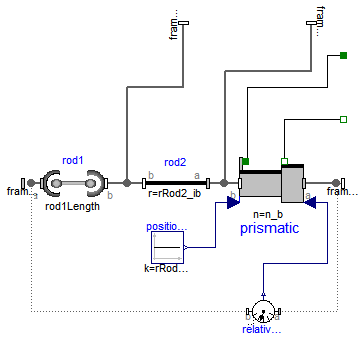 fram...
fram...
rod1
rod2
b
a
fram...
a
b
rod1Length
r=rRod2_ib
b
a
fram...
n=n_b
prismatic
positio...
k=rRod...
b
a
relativ...